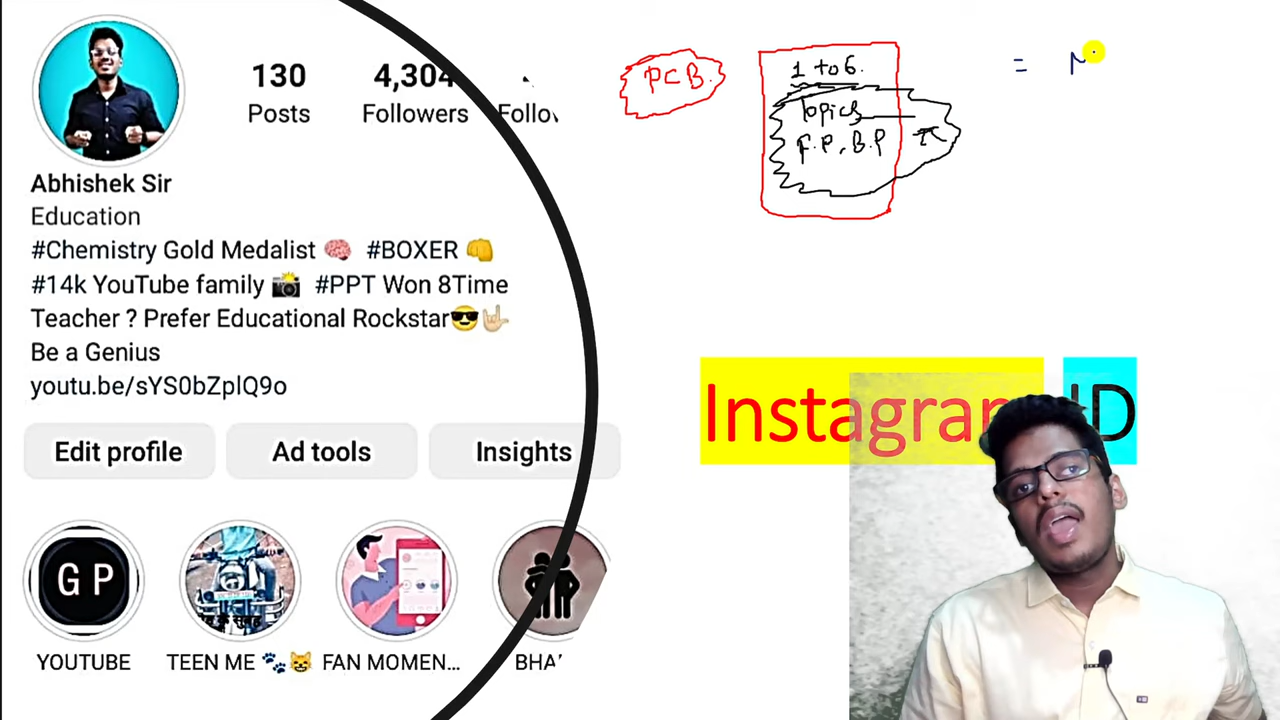 130
4,304
Posts
Followers
Abhishek Sir
Education
#Chemistry Gold Medalist 🧠 #BOXER 👊
#14k YouTube family 📸 #PPT Won 8Time
Teacher ? Prefer Educational Rockstar😎🤟🏻
Be a Genius
youtu.be/sYS0bZplQ9o
Edit profile
Ad tools
Insights
G P
YOUTUBE
TEEN ME 🐾😺
FAN MOMEN...
PCB.
1 to 6.
Topics
F.P, B.P
π
=
Instagram ID